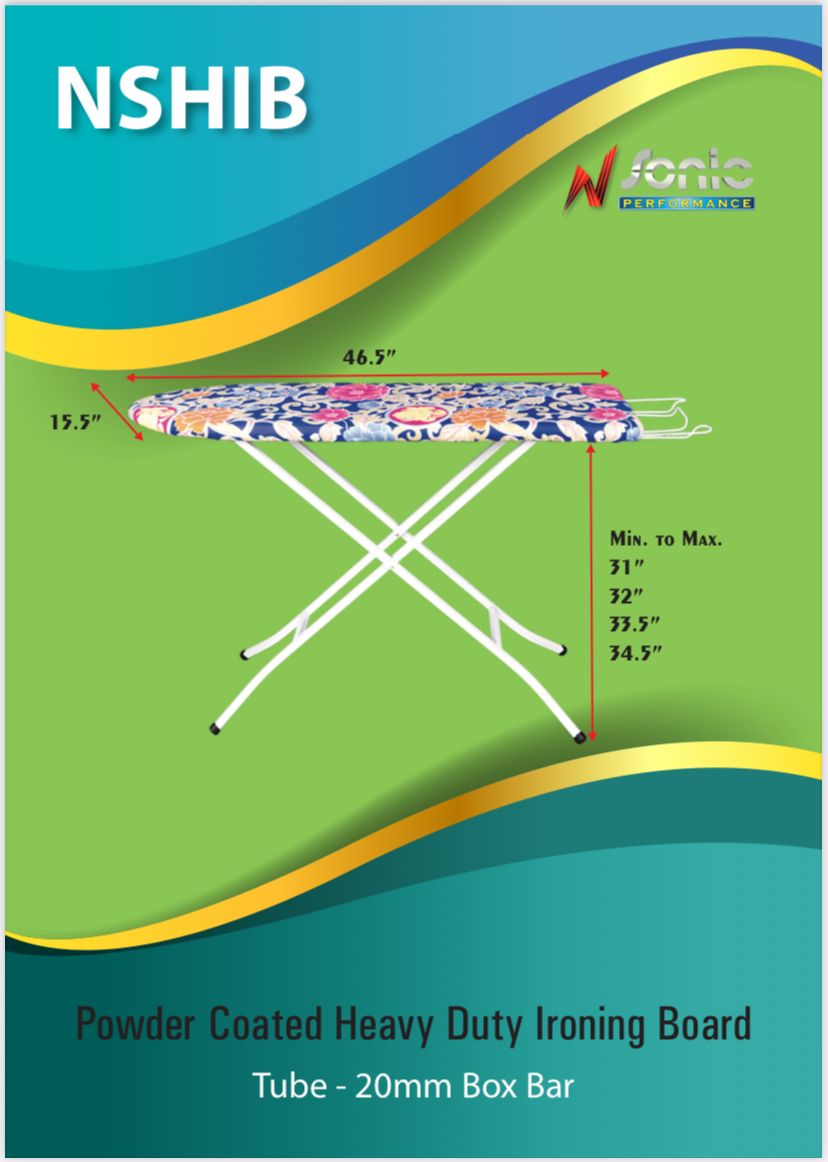 NSHIB
N Sonic
PERFORMANCE
46.5"
15.5"
Min. to Max.
31"
32"
33.5"
34.5"
Powder Coated Heavy Duty Ironing Board
Tube - 20mm Box Bar